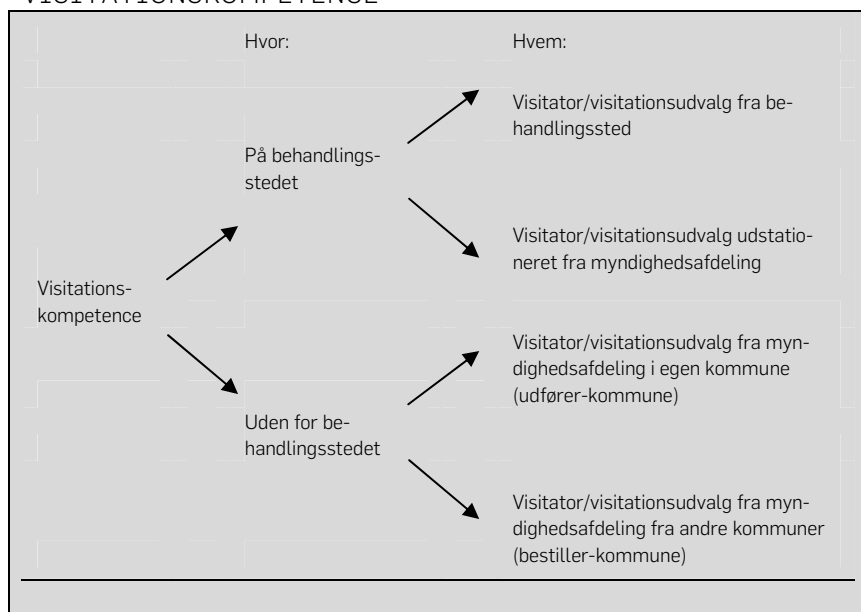 VISITATIONSKOMPETENCE
Hvor:
Hvem:
Visitator/visitationsudvalg fra be-
handlingssted
På behandlings-
stedet
Visitator/visitationsudvalg udstatio-
neret fra myndighedsafdeling
Visitations-
kompetence
Visitator/visitationsudvalg fra myn-
dighedsafdeling i egen kommune
(udfører-kommune)
Uden for be-
handlingsstedet
Visitator/visitationsudvalg fra myn-
dighedsafdeling fra andre kommuner
(bestiller-kommune)